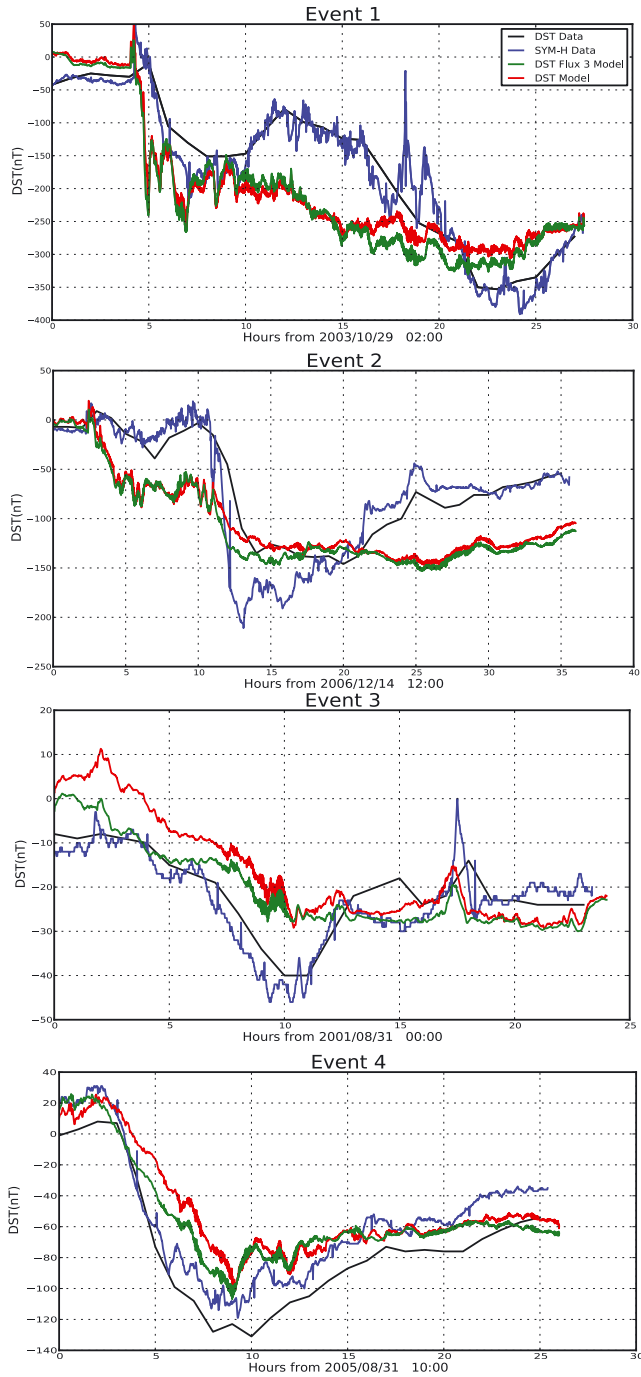 Event 1
50
0
−50
−100
−150
−200
−250
−300
−350
−400
DST(nT)
DST Data
SYM-H Data
DST Flux 3 Model
DST Model
0 5 10 15 20 25 30
Hours from 2003/10/29 02:00
Event 2
50
0
−50
−100
−150
−200
−250
DST(nT)
0 5 10 15 20 25 30 35 40
Hours from 2006/12/14 12:00
Event 3
20
10
0
−10
−20
−30
−40
−50
DST(nT)
0 5 10 15 20 25
Hours from 2001/08/31 00:00
Event 4
40
20
0
−20
−40
−60
−80
−100
−120
−140
DST(nT)
0 5 10 15 20 25 30
Hours from 2005/08/31 10:00